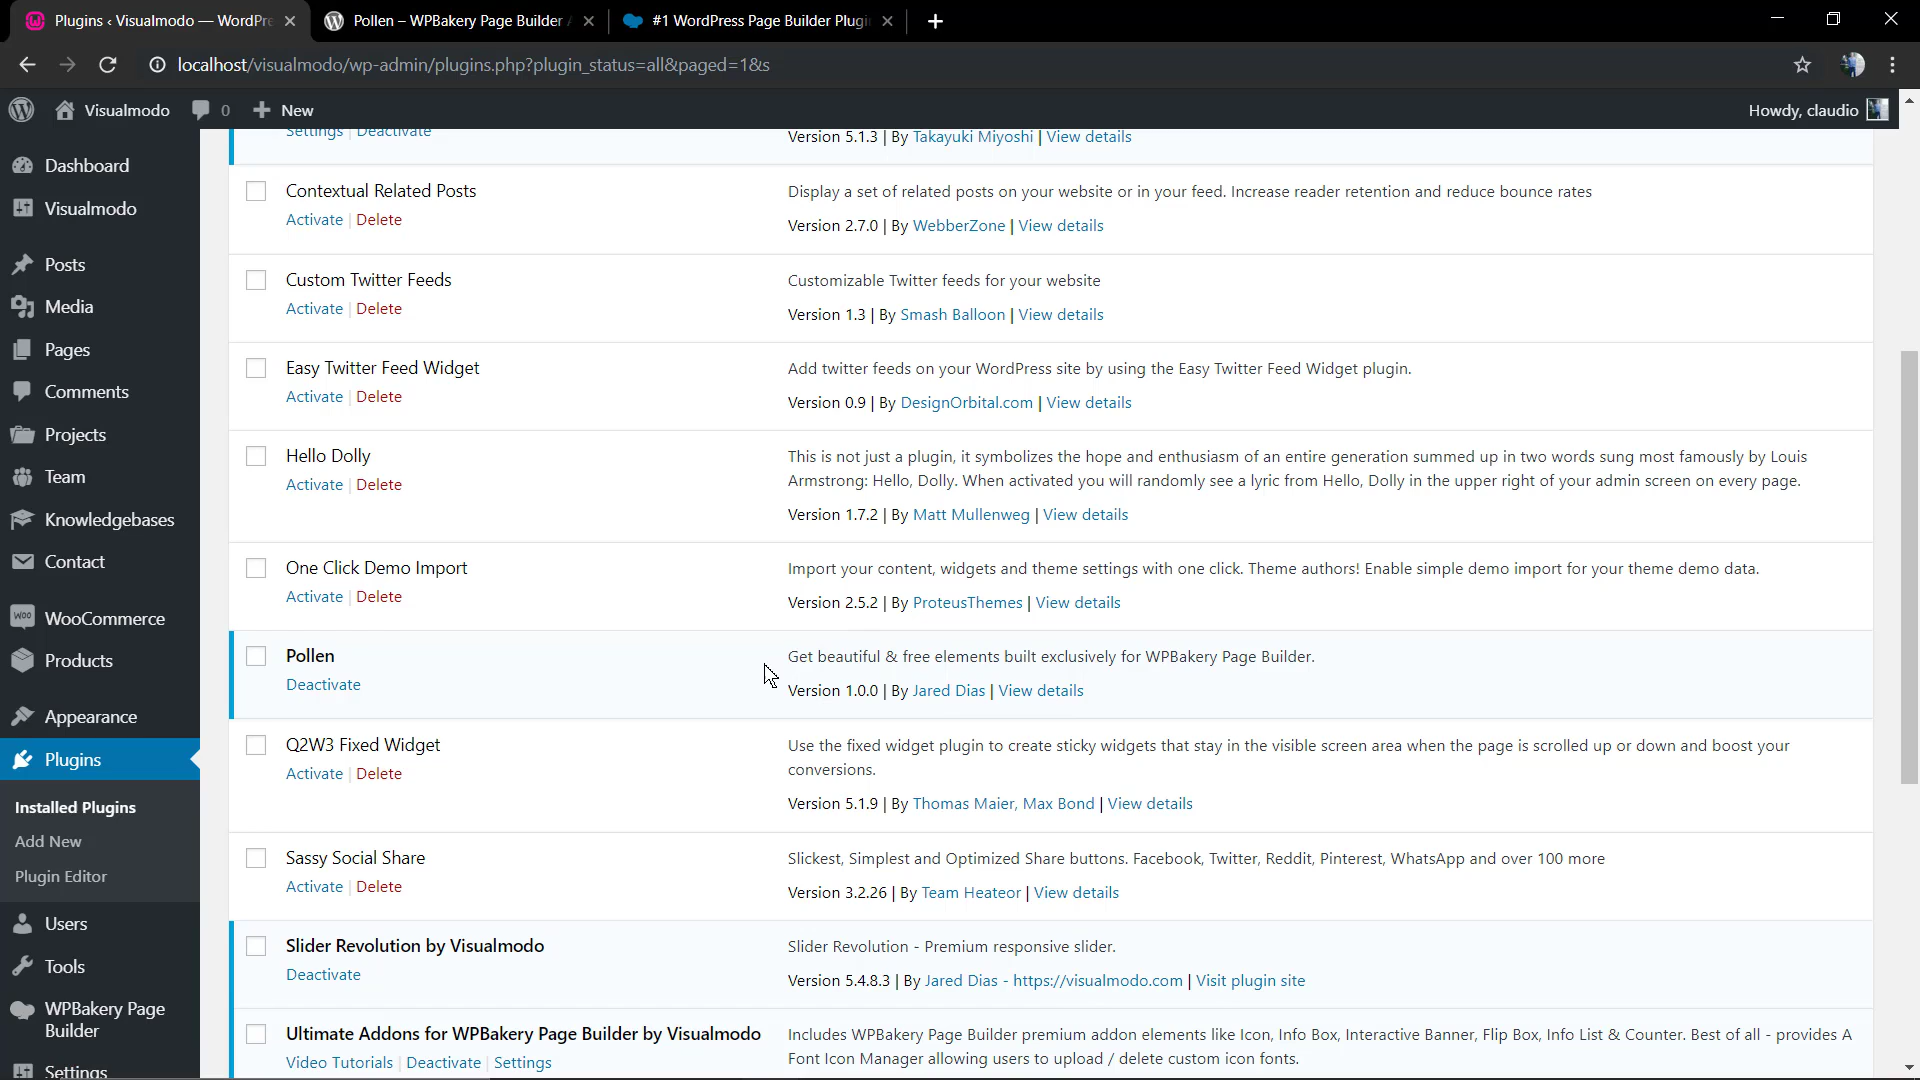 Plugins ‹ Visualmodo — WordPre
Pollen – WPBakery Page Builder A
#1 WordPress Page Builder Plugi
localhost/visualmodo/wp-admin/plugins.php?plugin_status=all&paged=1&s
Visualmodo
0
New
Howdy, claudio
Dashboard
Visualmodo
Posts
Media
Pages
Comments
Projects
Team
Knowledgebases
Contact
WooCommerce
Products
Appearance
Plugins
Installed Plugins
Add New
Plugin Editor
Users
Tools
WPBakery Page
Builder
Settings
Settings | Deactivate
Version 5.1.3 | By Takayuki Miyoshi | View details
Contextual Related Posts
Activate | Delete
Display a set of related posts on your website or in your feed. Increase reader retention and reduce bounce rates
Version 2.7.0 | By WebberZone | View details
Custom Twitter Feeds
Activate | Delete
Customizable Twitter feeds for your website
Version 1.3 | By Smash Balloon | View details
Easy Twitter Feed Widget
Activate | Delete
Add twitter feeds on your WordPress site by using the Easy Twitter Feed Widget plugin.
Version 0.9 | By DesignOrbital.com | View details
Hello Dolly
Activate | Delete
This is not just a plugin, it symbolizes the hope and enthusiasm of an entire generation summed up in two words sung most famously by Louis
Armstrong: Hello, Dolly. When activated you will randomly see a lyric from Hello, Dolly in the upper right of your admin screen on every page.
Version 1.7.2 | By Matt Mullenweg | View details
One Click Demo Import
Activate | Delete
Import your content, widgets and theme settings with one click. Theme authors! Enable simple demo import for your theme demo data.
Version 2.5.2 | By ProteusThemes | View details
Pollen
Deactivate
Get beautiful & free elements built exclusively for WPBakery Page Builder.
Version 1.0.0 | By Jared Dias | View details
Q2W3 Fixed Widget
Activate | Delete
Use the fixed widget plugin to create sticky widgets that stay in the visible screen area when the page is scrolled up or down and boost your
conversions.
Version 5.1.9 | By Thomas Maier, Max Bond | View details
Sassy Social Share
Activate | Delete
Slickest, Simplest and Optimized Share buttons. Facebook, Twitter, Reddit, Pinterest, WhatsApp and over 100 more
Version 3.2.26 | By Team Heateor | View details
Slider Revolution by Visualmodo
Deactivate
Slider Revolution - Premium responsive slider.
Version 5.4.8.3 | By Jared Dias - https://visualmodo.com | Visit plugin site
Ultimate Addons for WPBakery Page Builder by Visualmodo
Video Tutorials | Deactivate | Settings
Includes WPBakery Page Builder premium addon elements like Icon, Info Box, Interactive Banner, Flip Box, Info List & Counter. Best of all - provides A
Font Icon Manager allowing users to upload / delete custom icon fonts.